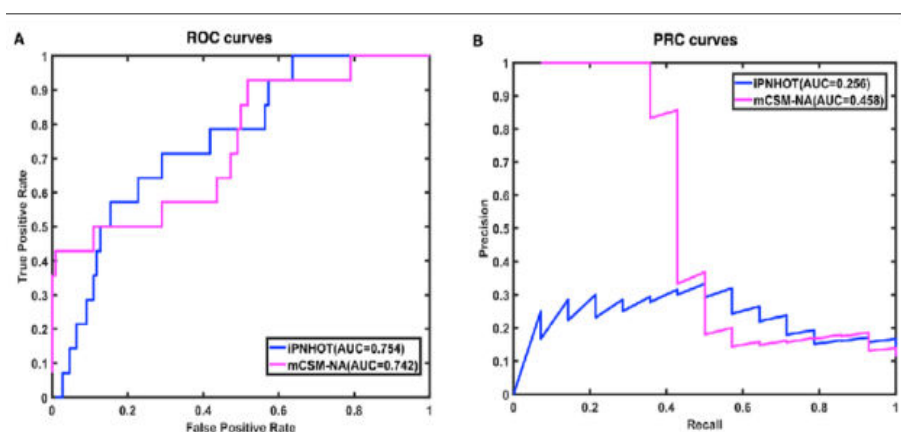 A
ROC curves
1
0.9
0.8
0.7
0.6
0.5
0.4
0.3
0.2
0.1
0
True Positive Rate
iPNHOT(AUC=0.754)
mCSM-NA(AUC=0.742)
0 0.2 0.4 0.6 0.8 1
False Positive Rate
B
PRC curves
1
0.9
0.8
0.7
0.6
0.5
0.4
0.3
0.2
0.1
0
Precision
iPNHOT(AUC=0.256)
mCSM-NA(AUC=0.458)
0 0.2 0.4 0.6 0.8 1
Recall